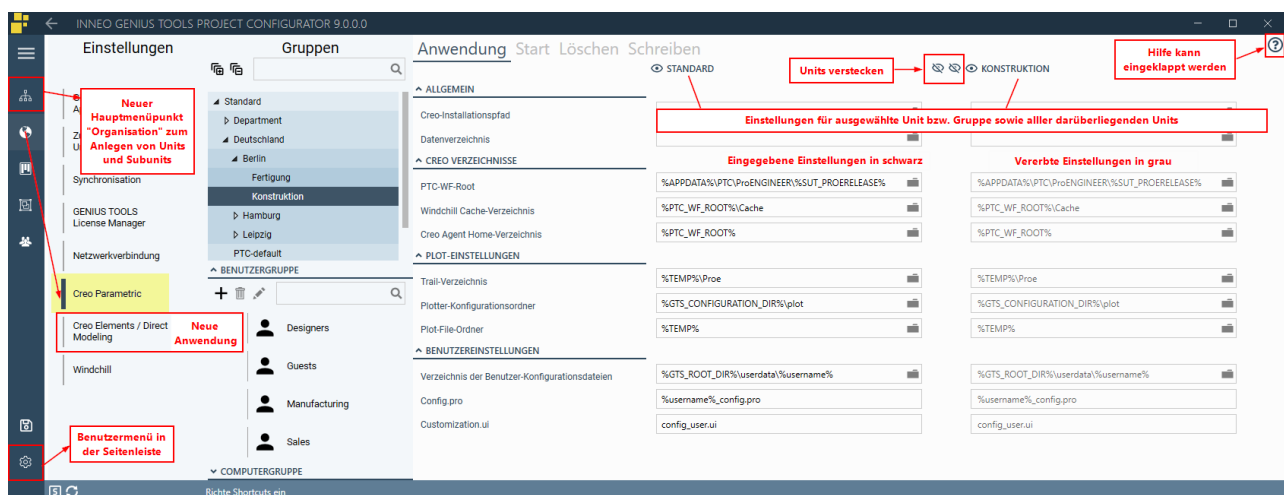 INNEO GENIUS TOOLS PROJECT CONFIGURATOR 9.0.0.0
Einstellungen
Neuer
Hauptmenüpunkt
"Organisation" zum
Anlegen von Units
und Subunits
Synchronisation
GENIUS TOOLS
License Manager
Netzwerkverbindung
Creo Parametric
Creo Elements / Direct
Modeling
Neue
Anwendung
Windchill
Benutzermenü in
der Seitenleiste
Gruppen
Standard
Department
Deutschland
Berlin
Fertigung
Konstruktion
Hamburg
Leipzig
PTC-default
BENUTZERGRUPPE
Designers
Guests
Manufacturing
Sales
COMPUTERGRUPPE
Anwendung Start Löschen Schreiben
STANDARD
Units verstecken
KONSTRUKTION
Hilfe kann
eingeklappt werden
ALLGEMEIN
Creo-Installationspfad
Einstellungen für ausgewählte Unit bzw. Gruppe sowie alller darüberliegenden Units
Datenverzeichnis
CREO VERZEICHNISSE
Eingegebene Einstellungen in schwarz
Vererbte Einstellungen in grau
PTC-WF-Root
%APPDATA%\PTC\ProENGINEER\%SUT_PROERELEASE%
%APPDATA%\PTC\ProENGINEER\%SUT_PROERELEASE%
Windchill Cache-Verzeichnis
%PTC_WF_ROOT%\Cache
%PTC_WF_ROOT%\Cache
Creo Agent Home-Verzeichnis
%PTC_WF_ROOT%
%PTC_WF_ROOT%
PLOT-EINSTELLUNGEN
Trail-Verzeichnis
%TEMP%\Proe
%TEMP%\Proe
Plotter-Konfigurationsordner
%GTS_CONFIGURATION_DIR%\plot
%GTS_CONFIGURATION_DIR%\plot
Plot-File-Ordner
%TEMP%
%TEMP%
BENUTZEREINSTELLUNGEN
Verzeichnis der Benutzer-Konfigurationsdateien
%GTS_ROOT_DIR%\userdata\%username%
%GTS_ROOT_DIR%\userdata\%username%
Config.pro
%username%_config.pro
%username%_config.pro
Customization.ui
config_user.ui
config_user.ui
Richte Shortcuts ein